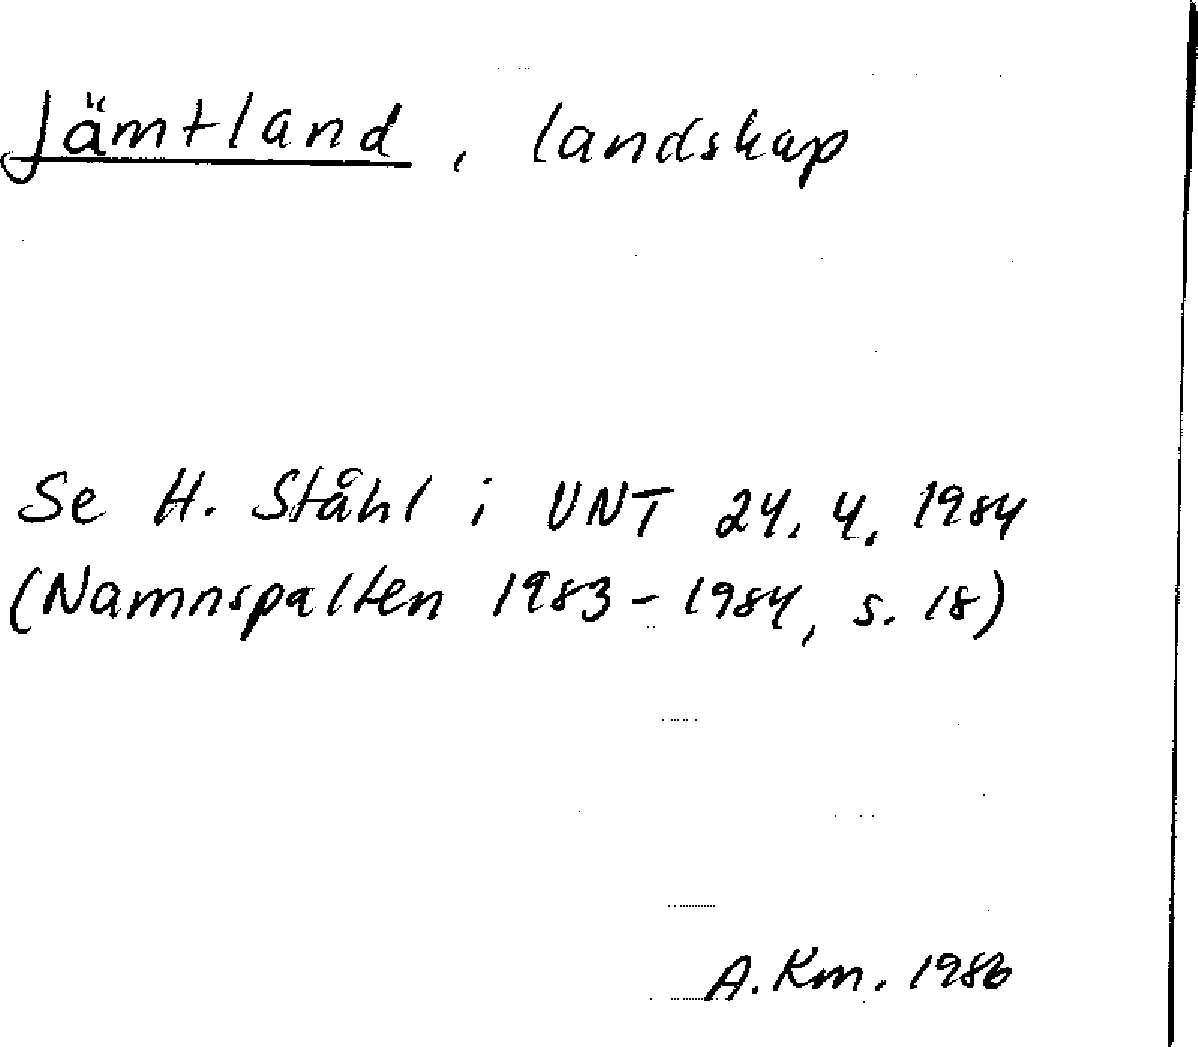 Jämtland, landskap
Se H. Ståhl i UNT 24.4.1984
(Namnspalten 1983-1984, s. 18)
A. Km. 1986